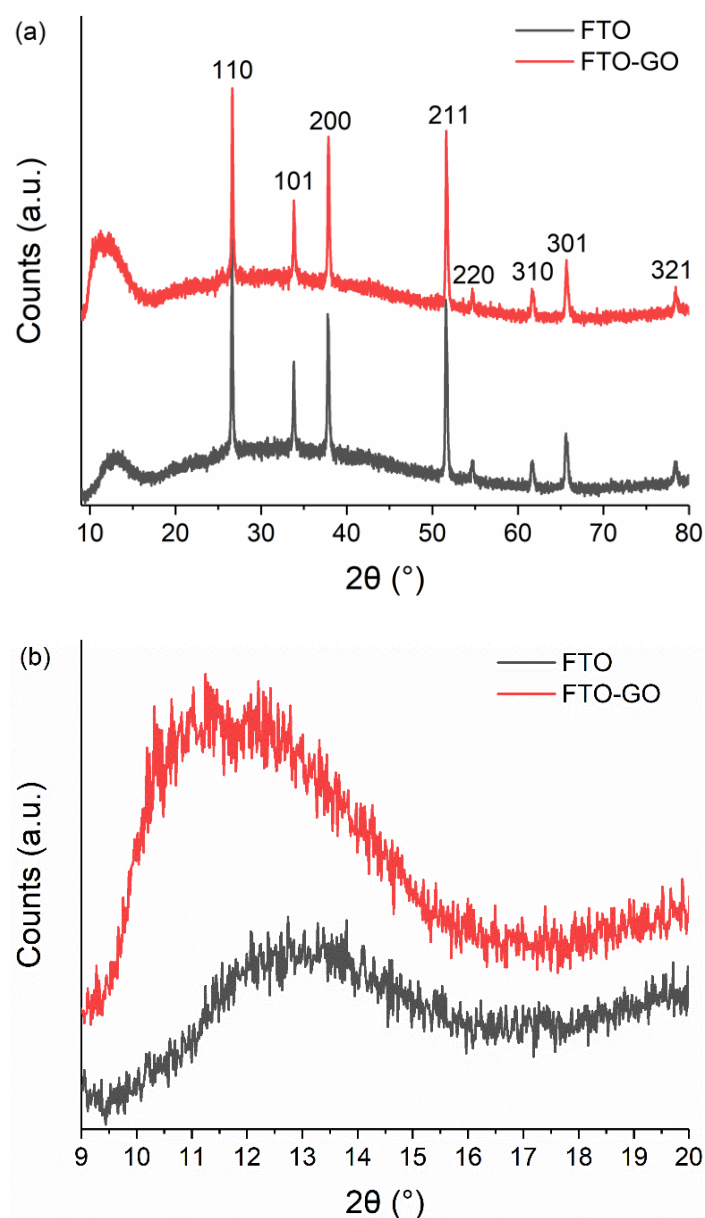 (a)
FTO
FTO-GO
110
101
200
211
220
310
301
321
Counts (a.u.)
10 20 30 40 50 60 70 80
2θ (°)
(b)
FTO
FTO-GO
Counts (a.u.)
9 10 11 12 13 14 15 16 17 18 19 20
2θ (°)